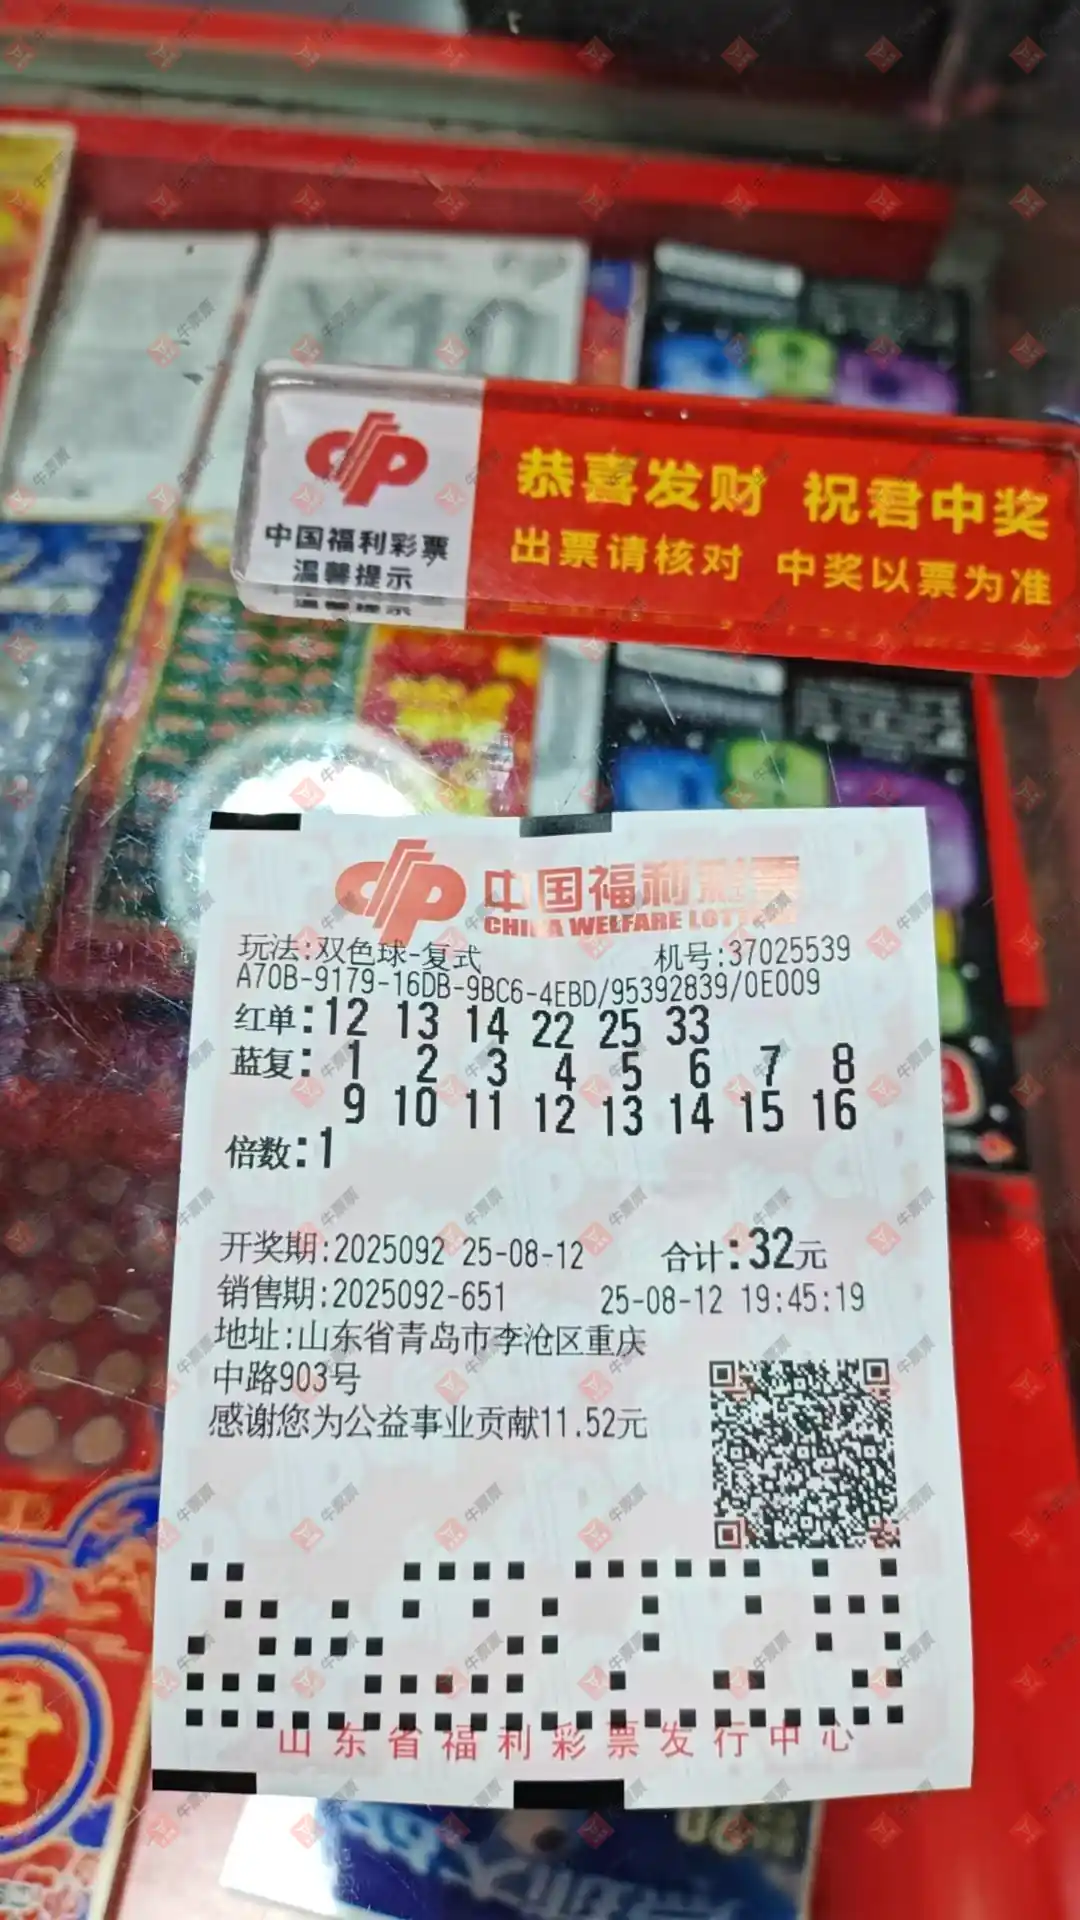 ¥10
恭喜发财 祝君中奖
中国福利彩票
出票请核对 中奖以票为准
温馨提示
中国福利彩票
CHINA WELFARE LOTTERY
玩法:双色球-复式 机号:37025539
A70B-9179-16DB-9BC6-4EBD/95392839/0E009
红单:12 13 14 22 25 33
蓝复: 1 2 3 4 5 6 7 8
9 10 11 12 13 14 15 16
倍数:1
开奖期:2025092 25-08-12 合计:32元
销售期:2025092-651 25-08-12 19:45:19
地址:山东省青岛市李沧区重庆
中路903号
感谢您为公益事业贡献11.52元
山东省福利彩票发行中心
牛票票